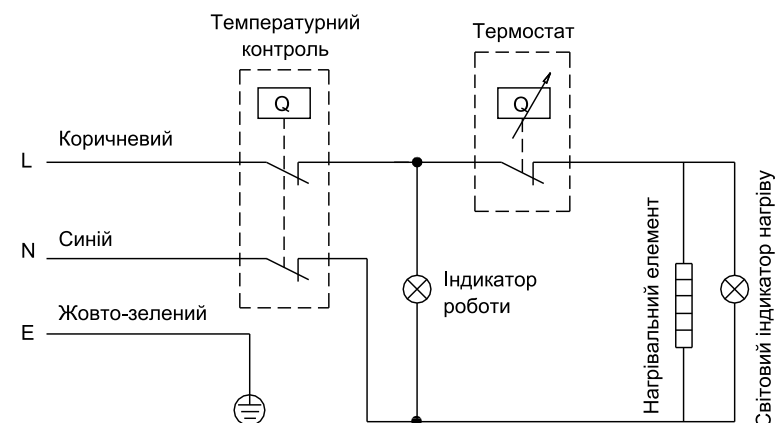 Температурний
контроль
Термостат
Q
Q
Коричневий
L
Синій
N
Жовто-зелений
E
Індикатор
роботи
Нагрівальний елемент
Світовий індикатор нагріву